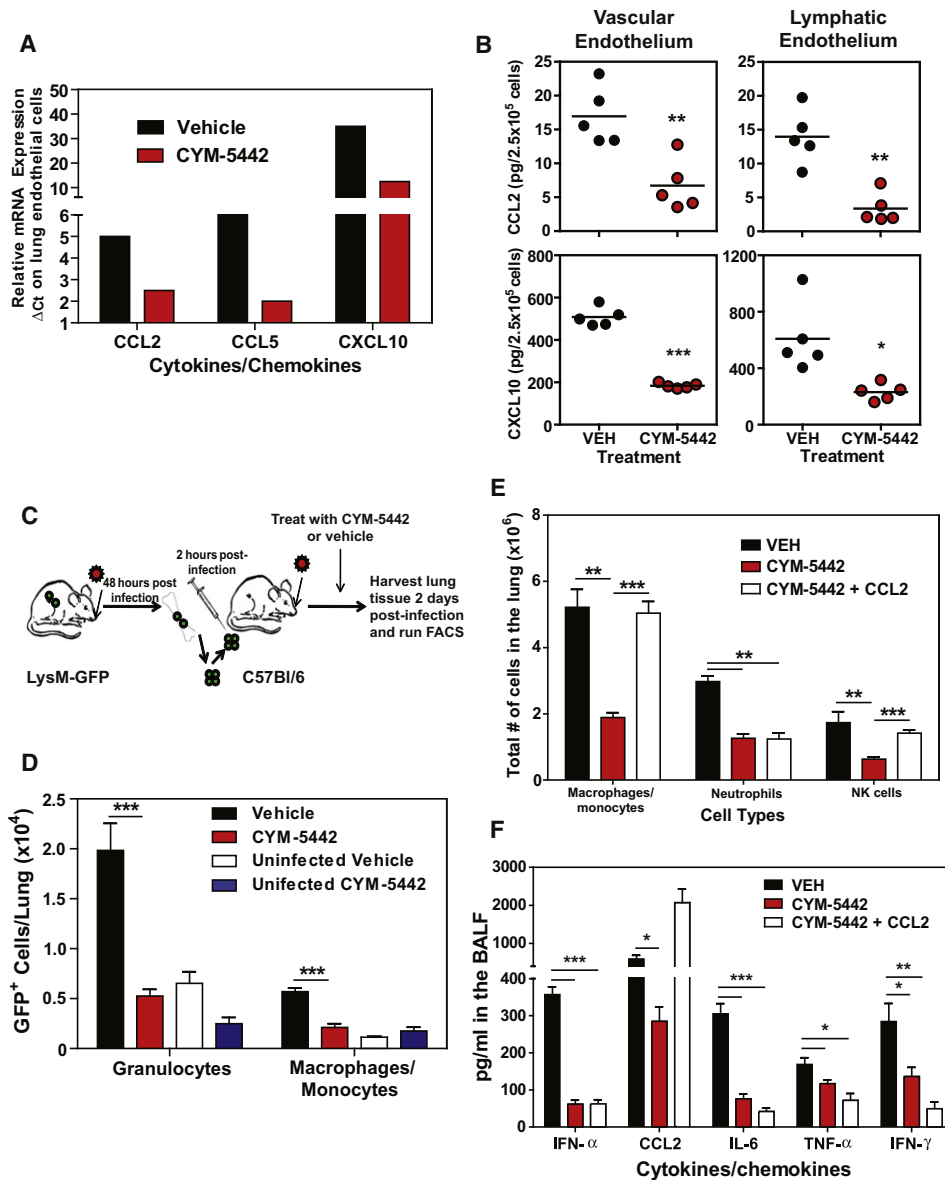 A
Relative mRNA Expression
ΔCt on lung endothelial cells
50
40
30
20
10
6
5
4
3
2
1
Vehicle
CYM-5442
CCL2
CCL5
CXCL10
Cytokines/Chemokines
B
Vascular
Endothelium
Lymphatic
Endothelium
CCL2 (pg/2.5x10⁵ cells)
25
20
15
10
5
0
**
25
20
15
10
5
0
**
CXCL10 (pg/2.5x10⁵ cells)
800
600
400
200
0
***
1200
800
400
0
*
VEH
CYM-5442
Treatment
VEH
CYM-5442
Treatment
C
48 hours post
infection
2 hours post-
infection
Treat with CYM-5442
or vehicle
Harvest lung
tissue 2 days
post-infection
and run FACS
LysM-GFP
C57Bl/6
D
GFP⁺ Cells/Lung (x10⁴)
2.5
2.0
1.5
1.0
0.5
0
***
***
Vehicle
CYM-5442
Uninfected Vehicle
Unifected CYM-5442
Granulocytes
Macrophages/
Monocytes
E
Total # of cells in the lung (x10⁶)
8
6
4
2
0
VEH
CYM-5442
CYM-5442 + CCL2
**
***
**
**
***
Macrophages/
monocytes
Neutrophils
NK cells
Cell Types
F
pg/ml in the BALF
3000
2000
1000
400
300
200
100
0
VEH
CYM-5442
CYM-5442 + CCL2
***
*
***
*
**
*
IFN-α
CCL2
IL-6
TNF-α
IFN-γ
Cytokines/chemokines